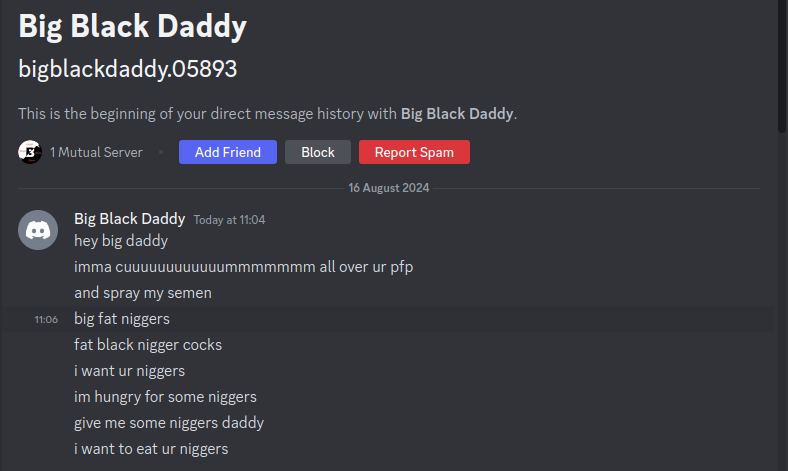 Big Black Daddy
bigblackdaddy.05893
This is the beginning of your direct message history with Big Black Daddy.
1 Mutual Server • Add Friend Block Report Spam
16 August 2024
Big Black Daddy Today at 11:04
hey big daddy
imma cuuuuuuuuuuuummmmmmm all over ur pfp
and spray my semen
11:06 big fat niggers
fat black nigger cocks
i want ur niggers
im hungry for some niggers
give me some niggers daddy
i want to eat ur niggers